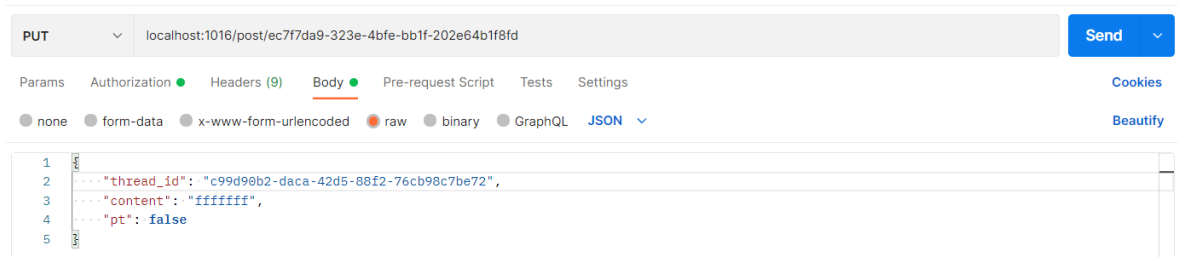 PUT localhost:1016/post/ec7f7da9-323e-4bfe-bb1f-202e64b1f8fd Send
Params Authorization Headers (9) Body Pre-request Script Tests Settings Cookies
none form-data x-www-form-urlencoded raw binary GraphQL JSON Beautify
1 {
2 "thread_id": "c99d90b2-daca-42d5-88f2-76cb98c7be72",
3 "content": "fffffff",
4 "pt": false
5 }